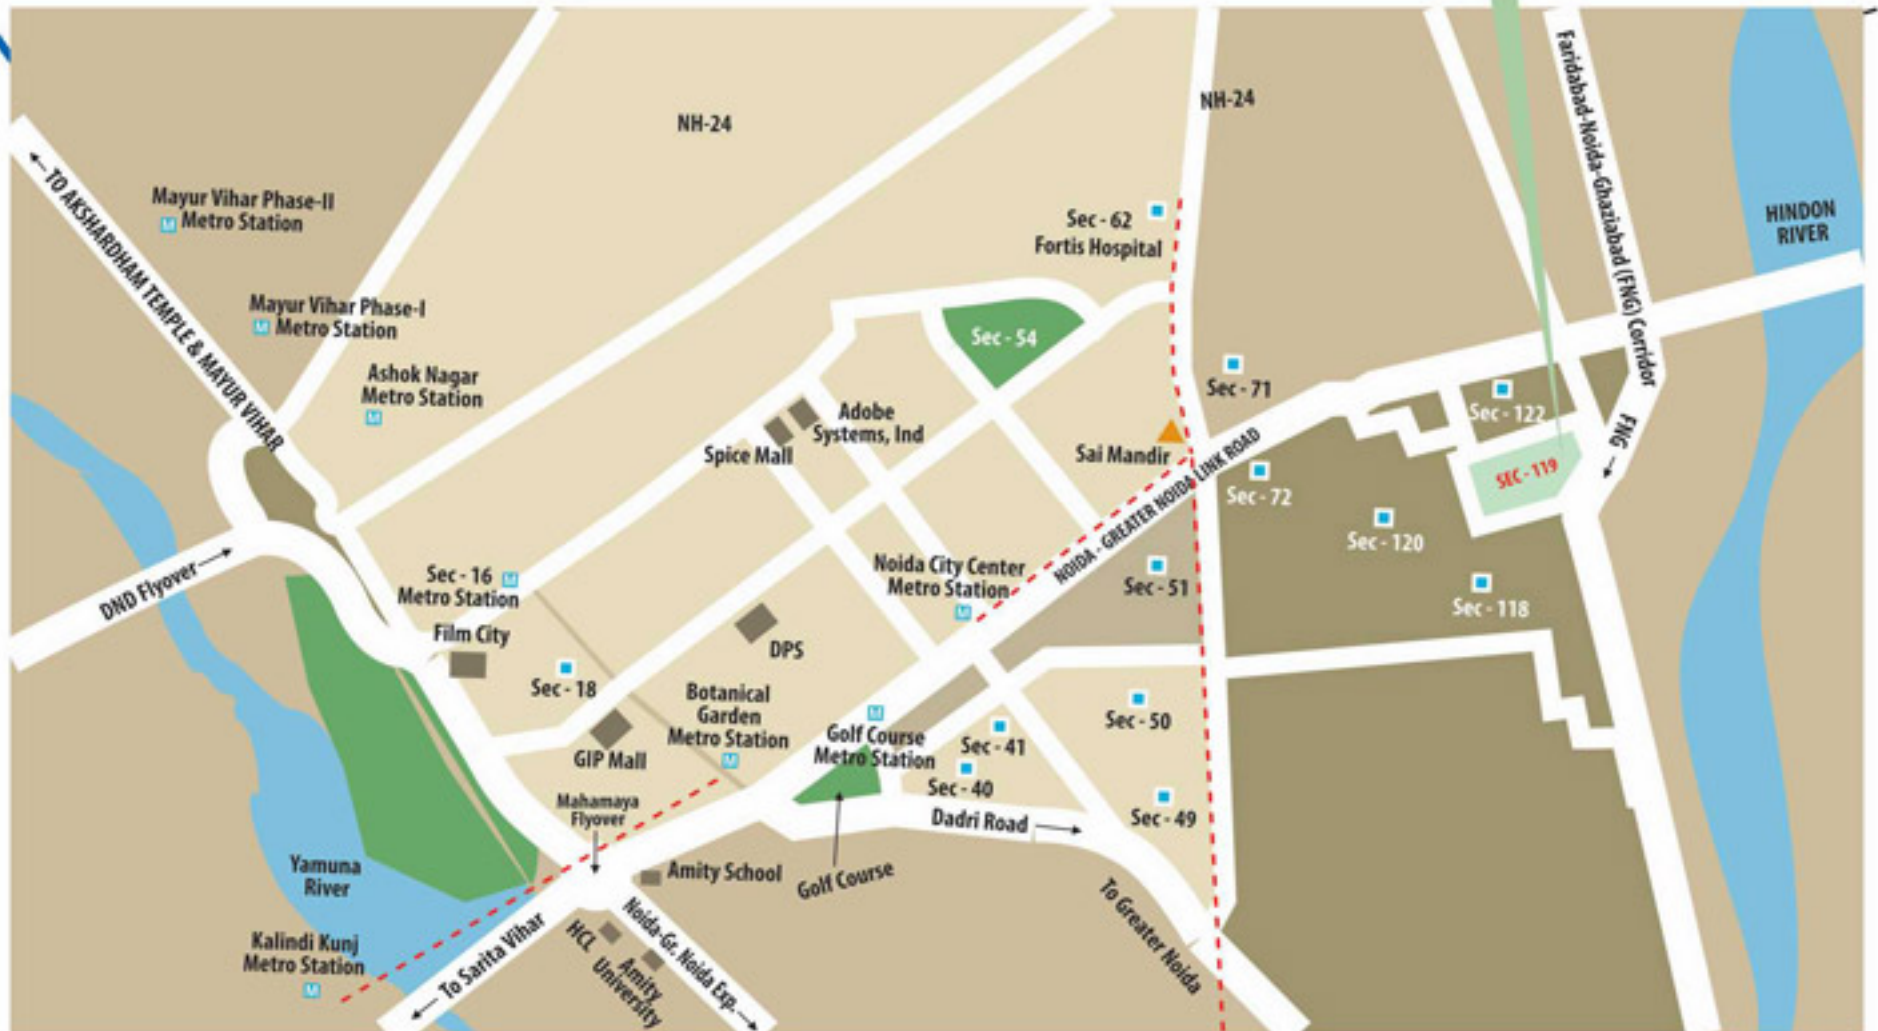 NH-24
NH-24
Faridabad-Noida-Ghaziabad (FNG) Corridor
TO AKSHARDHAM TEMPLE & MAYUR VIHAR
Mayur Vihar Phase-II
M Metro Station
Sec - 62
Fortis Hospital
HINDON
RIVER
Mayur Vihar Phase-I
M Metro Station
Sec - 54
Ashok Nagar
Metro Station
M
Sec - 71
Sec - 122
Adobe
Systems, Ind
Spice Mall
Sai Mandir
FNG
SEC - 119
NOIDA - GREATER NOIDA LINK ROAD
Sec - 72
Sec - 120
DND Flyover
Sec - 16 M
Metro Station
Noida City Center
Metro Station
M
Sec - 51
Sec - 118
Film City
DPS
Sec - 18
Botanical
Garden
Metro Station
M
M
Golf Course
Metro Station
Sec - 50
Sec - 41
GIP Mall
Sec - 40
Mahamaya
Flyover
Sec - 49
Dadri Road
Yamuna
River
Amity School
Golf Course
To Greater Noida
Kalindi Kunj
Metro Station
M
To Sarita Vihar
HCL
Amity
University
Noida-Gr. Noida Exp.